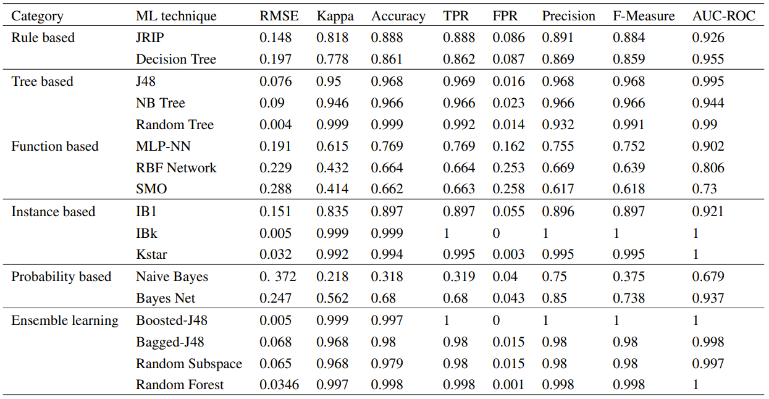 Category ML technique RMSE Kappa Accuracy TPR FPR Precision F-Measure AUC-ROC
Rule based JRIP 0.148 0.818 0.888 0.888 0.086 0.891 0.884 0.926
Decision Tree 0.197 0.778 0.861 0.862 0.087 0.869 0.859 0.955
Tree based J48 0.076 0.95 0.968 0.969 0.016 0.968 0.968 0.995
NB Tree 0.09 0.946 0.966 0.966 0.023 0.966 0.966 0.944
Random Tree 0.004 0.999 0.999 0.992 0.014 0.932 0.991 0.99
Function based MLP-NN 0.191 0.615 0.769 0.769 0.162 0.755 0.752 0.902
RBF Network 0.229 0.432 0.664 0.664 0.253 0.669 0.639 0.806
SMO 0.288 0.414 0.662 0.663 0.258 0.617 0.618 0.73
Instance based IB1 0.151 0.835 0.897 0.897 0.055 0.896 0.897 0.921
IBk 0.005 0.999 0.999 1 0 1 1 1
Kstar 0.032 0.992 0.994 0.995 0.003 0.995 0.995 1
Probability based Naive Bayes 0. 372 0.218 0.318 0.319 0.04 0.75 0.375 0.679
Bayes Net 0.247 0.562 0.68 0.68 0.043 0.85 0.738 0.937
Ensemble learning Boosted-J48 0.005 0.999 0.997 1 0 1 1 1
Bagged-J48 0.068 0.968 0.98 0.98 0.015 0.98 0.98 0.998
Random Subspace 0.065 0.968 0.979 0.98 0.015 0.98 0.98 0.997
Random Forest 0.0346 0.997 0.998 0.998 0.001 0.998 0.998 1